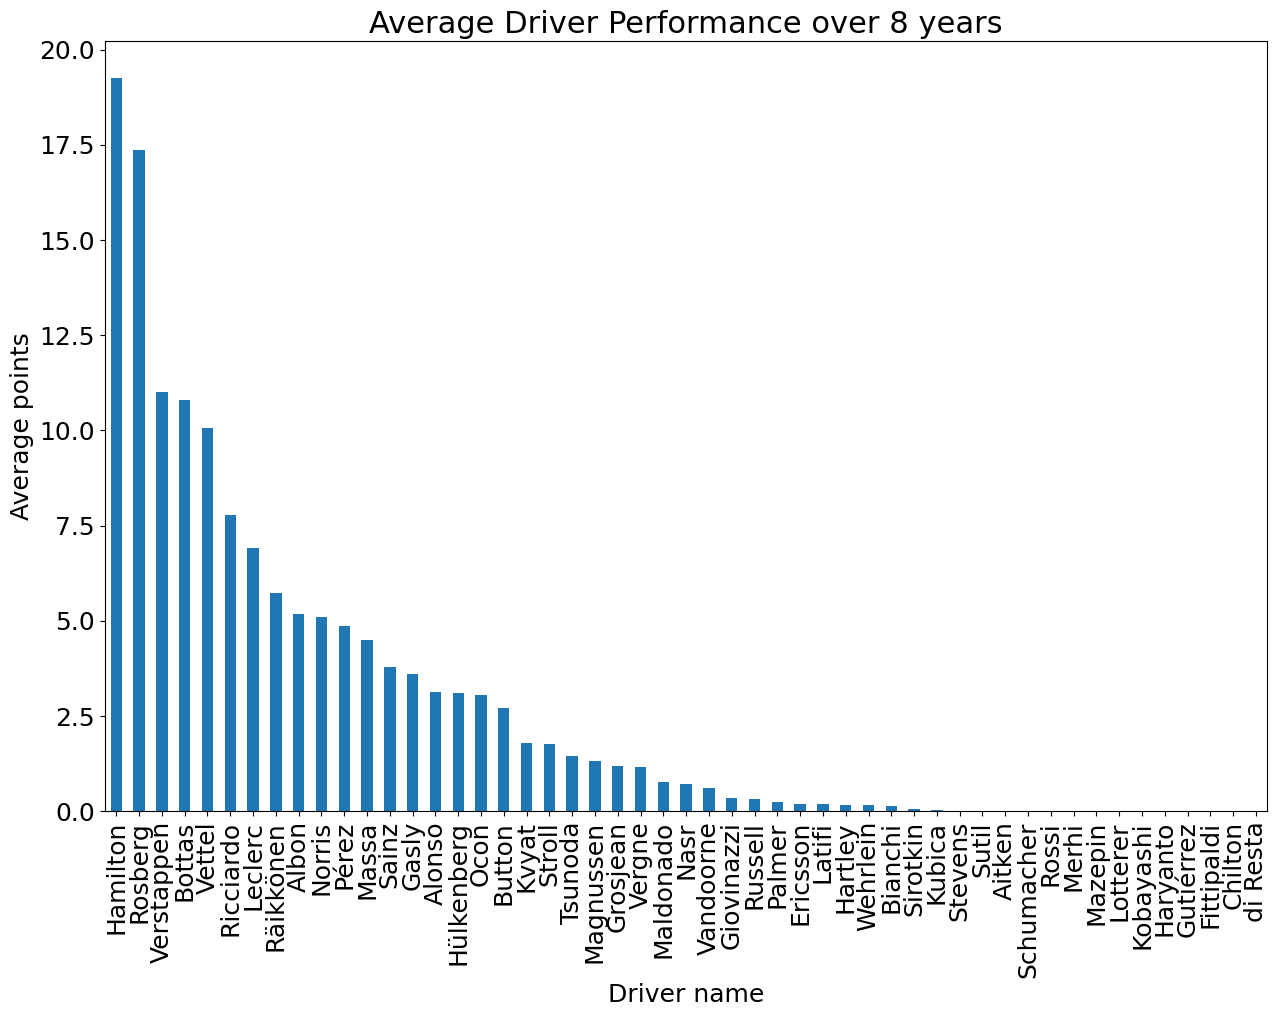 Average Driver Performance over 8 years
20.0
17.5
15.0
12.5
10.0
7.5
5.0
2.5
0.0
Average points
Hamilton
Rosberg
Verstappen
Bottas
Vettel
Ricciardo
Leclerc
Räikkönen
Albon
Norris
Pérez
Massa
Sainz
Gasly
Alonso
Hülkenberg
Ocon
Button
Kvyat
Stroll
Tsunoda
Magnussen
Grosjean
Vergne
Maldonado
Nasr
Vandoorne
Giovinazzi
Russell
Palmer
Ericsson
Latifi
Hartley
Wehrlein
Bianchi
Sirotkin
Kubica
Stevens
Sutil
Aitken
Schumacher
Rossi
Merhi
Mazepin
Lotterer
Kobayashi
Haryanto
Gutiérrez
Fittipaldi
Chilton
di Resta
Driver name